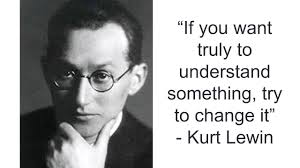 “If you want
truly to
understand
something, try
to change it”
- Kurt Lewin